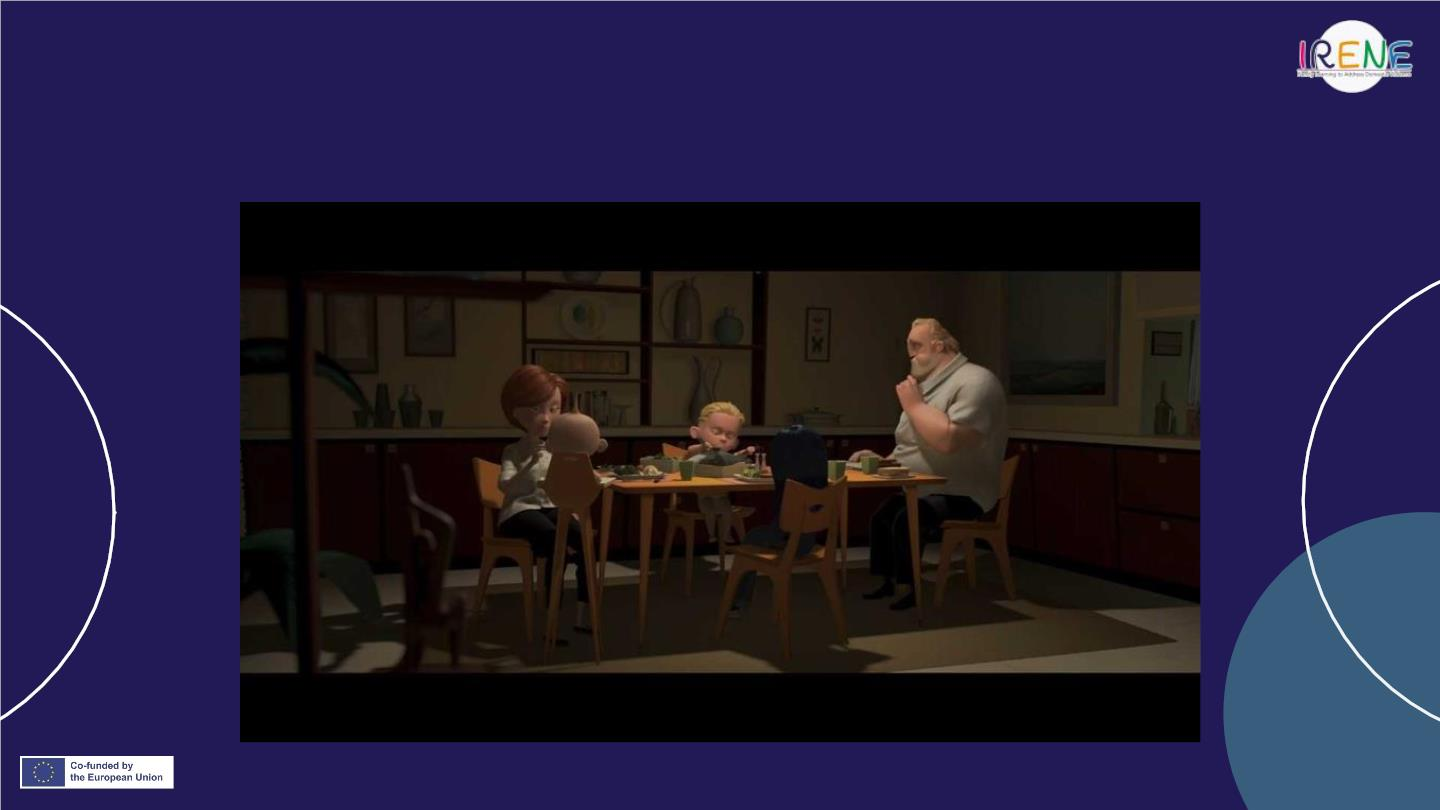 IRENE
Co-funded by
the European Union